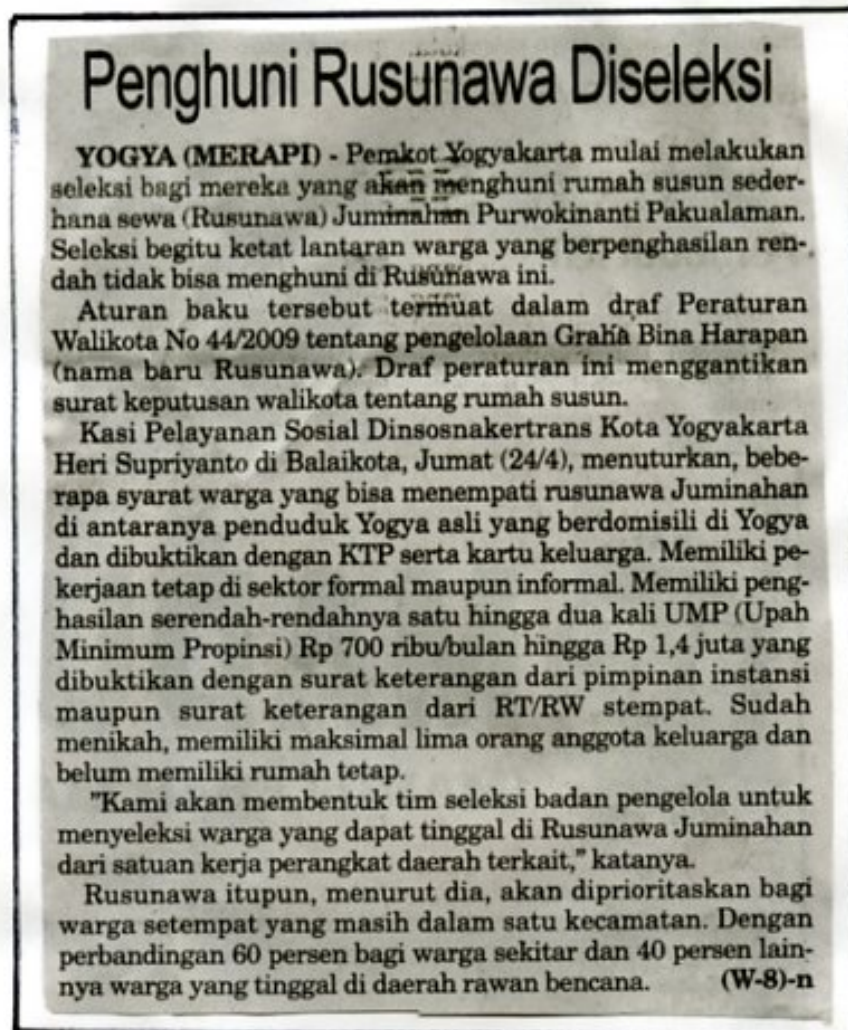 Penghuni Rusunawa Diseleksi
YOGYA (MERAPI) - Pemkot Yogyakarta mulai melakukan
seleksi bagi mereka yang akan menghuni rumah susun seder-
hana sewa (Rusunawa) Juminahan Purwokinanti Pakualaman.
Seleksi begitu ketat lantaran warga yang berpenghasilan ren-
dah tidak bisa menghuni di Rusunawa ini.
Aturan baku tersebut termuat dalam draf Peraturan
Walikota No 44/2009 tentang pengelolaan Graha Bina Harapan
(nama baru Rusunawa). Draf peraturan ini menggantikan
surat keputusan walikota tentang rumah susun.
Kasi Pelayanan Sosial Dinsosnakertrans Kota Yogyakarta
Heri Supriyanto di Balaikota, Jumat (24/4), menuturkan, bebe-
rapa syarat warga yang bisa menempati rusunawa Juminahan
di antaranya penduduk Yogya asli yang berdomisili di Yogya
dan dibuktikan dengan KTP serta kartu keluarga. Memiliki pe-
kerjaan tetap di sektor formal maupun informal. Memiliki peng-
hasilan serendah-rendahnya satu hingga dua kali UMP (Upah
Minimum Propinsi) Rp 700 ribu/bulan hingga Rp 1,4 juta yang
dibuktikan dengan surat keterangan dari pimpinan instansi
maupun surat keterangan dari RT/RW stempat. Sudah
menikah, memiliki maksimal lima orang anggota keluarga dan
belum memiliki rumah tetap.
"Kami akan membentuk tim seleksi badan pengelola untuk
menyeleksi warga yang dapat tinggal di Rusunawa Juminahan
dari satuan kerja perangkat daerah terkait," katanya.
Rusunawa itupun, menurut dia, akan diprioritaskan bagi
warga setempat yang masih dalam satu kecamatan. Dengan
perbandingan 60 persen bagi warga sekitar dan 40 persen lain-
nya warga yang tinggal di daerah rawan bencana. (W-8)-n